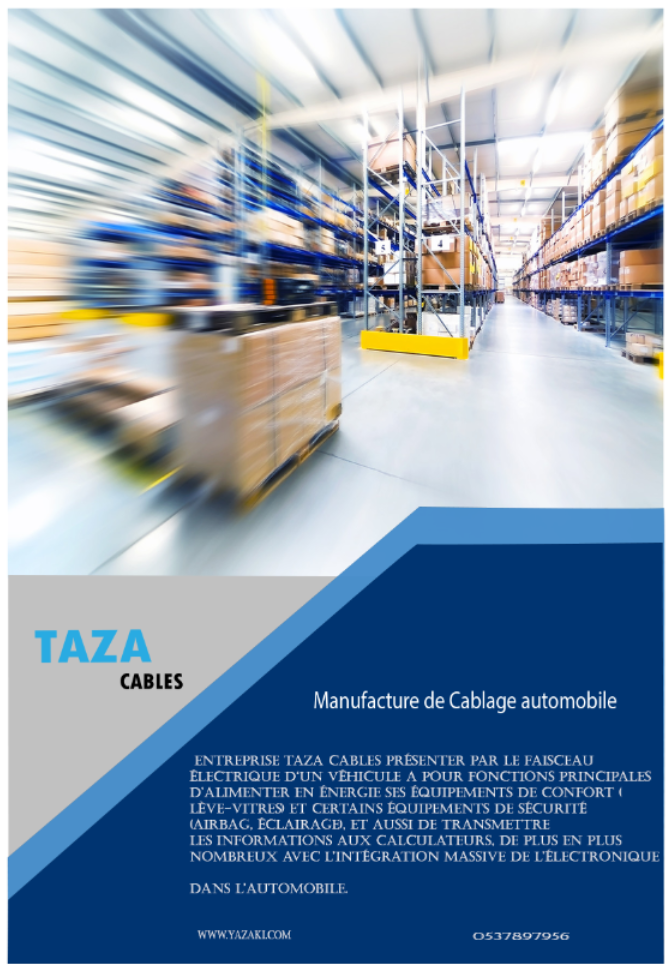 3
4
TAZA
CABLES
Manufacture de Cablage automobile
ENTREPRISE TAZA CABLES PRÉSENTER PAR LE FAISCEAU
ÉLECTRIQUE D'UN VÉHICULE A POUR FONCTIONS PRINCIPALES
D'ALIMENTER EN ÉNERGIE SES ÉQUIPEMENTS DE CONFORT (
LÈVE-VITRES) ET CERTAINS ÉQUIPEMENTS DE SÉCURITÉ
(AIRBAG, ÉCLAIRAGE), ET AUSSI DE TRANSMETTRE
LES INFORMATIONS AUX CALCULATEURS, DE PLUS EN PLUS
NOMBREUX AVEC L'INTÉGRATION MASSIVE DE L'ÉLECTRONIQUE
DANS L'AUTOMOBILE.
WWW.YAZAKI.COM
0537897956